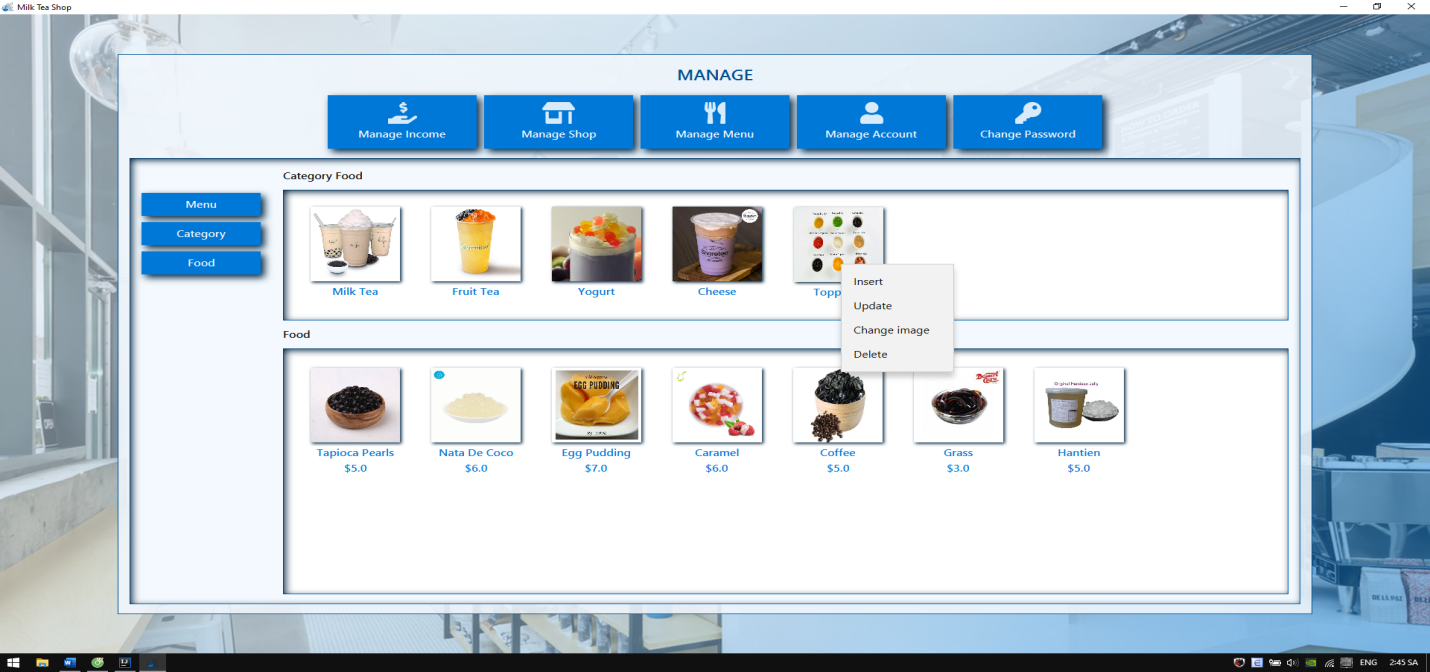 Milk Tea Shop
MANAGE
Manage Income
Manage Shop
Manage Menu
Manage Account
Change Password
Menu
Category
Food
Category Food
Milk Tea
Fruit Tea
Yogurt
Cheese
Topp
Insert
Update
Change image
Delete
Food
EGG PUDDING
Tapioca Pearls
$5.0
Nata De Coco
$6.0
Egg Pudding
$7.0
Caramel
$6.0
Coffee
$5.0
Grass
$3.0
Hantien
$5.0
ENG
2:45 SA